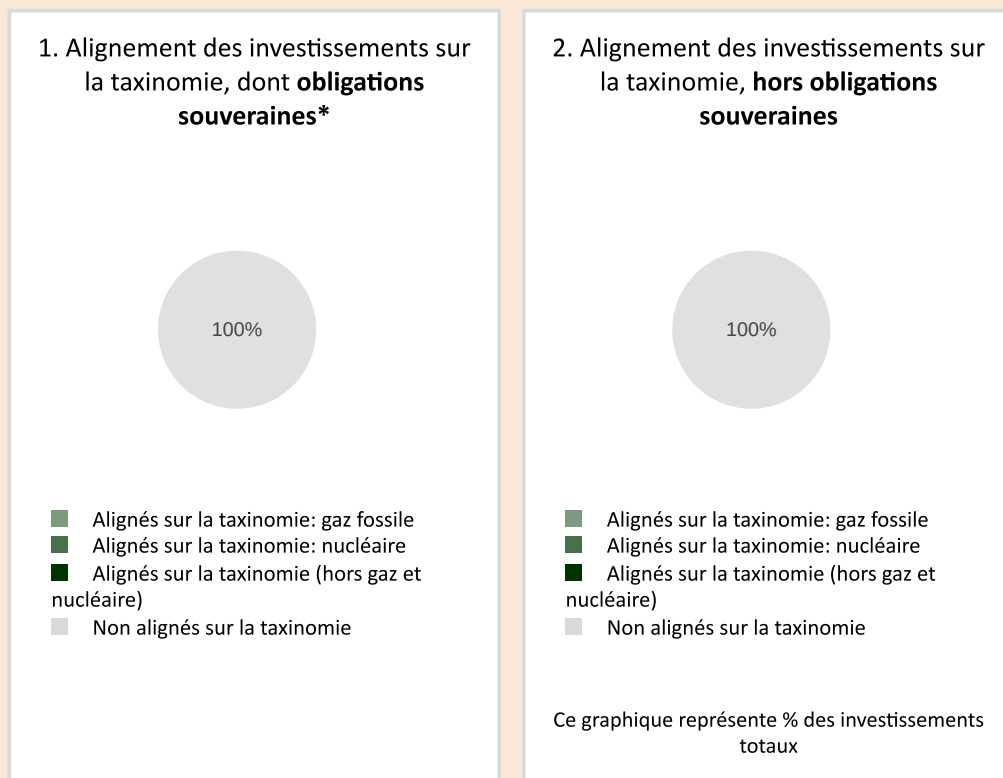 1. Alignement des investissements sur
la taxinomie, dont obligations
souveraines*
100%
Alignés sur la taxinomie: gaz fossile
Alignés sur la taxinomie: nucléaire
Alignés sur la taxinomie (hors gaz et
nucléaire)
Non alignés sur la taxinomie
2. Alignement des investissements sur
la taxinomie, hors obligations
souveraines
100%
Alignés sur la taxinomie: gaz fossile
Alignés sur la taxinomie: nucléaire
Alignés sur la taxinomie (hors gaz et
nucléaire)
Non alignés sur la taxinomie
Ce graphique représente % des investissements
totaux